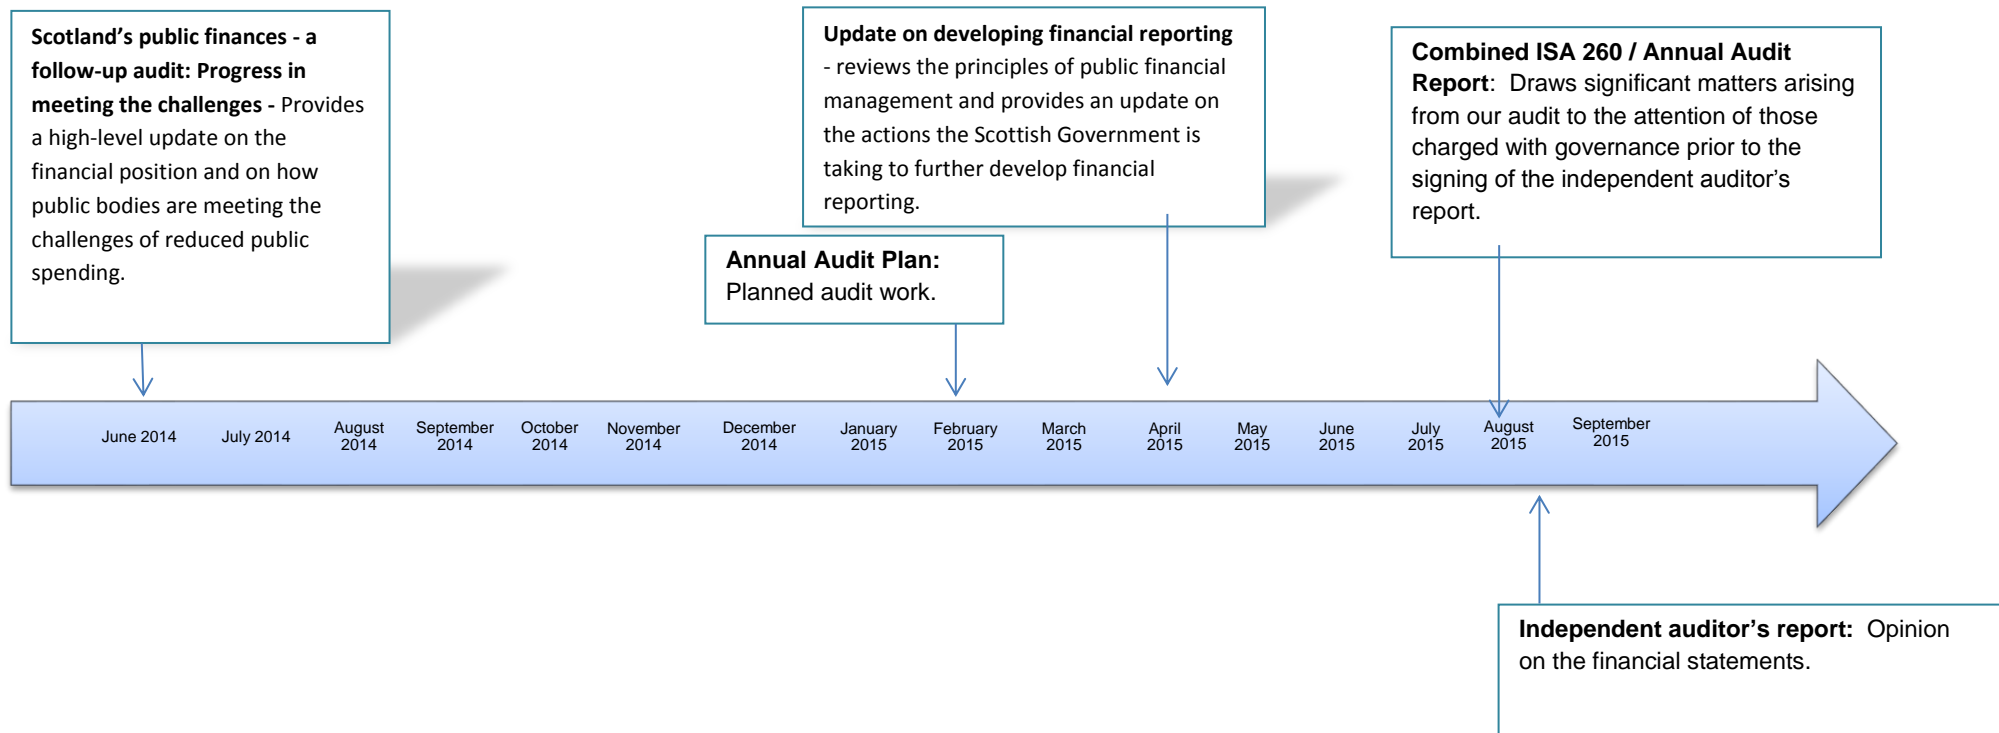 Scotland’s public finances - a
follow-up audit: Progress in
meeting the challenges - Provides
a high-level update on the
financial position and on how
public bodies are meeting the
challenges of reduced public
spending.
Annual Audit Plan:
Planned audit work.
Update on developing financial reporting
- reviews the principles of public financial
management and provides an update on
the actions the Scottish Government is
taking to further develop financial
reporting.
Combined ISA 260 / Annual Audit
Report:  Draws significant matters arising
from our audit to the attention of those
charged with governance prior to the
signing of the independent auditor’s
report.
June 2014
July 2014
August
2014
September
2014
October
2014
November
2014
December
2014
January
2015
February
2015
March
2015
April
2015
May
2015
June
2015
July
2015
August
2015
September
2015
Independent auditor’s report:  Opinion
on the financial statements.